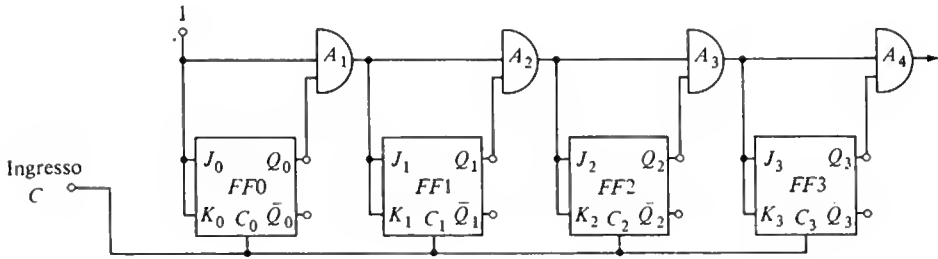 1
A₁ A₂ A₃ A₄
J₀ Q₀ J₁ Q₁ J₂ Q₂ J₃ Q₃
Ingresso
C
FF0 FF1 FF2 FF3
K₀ C₀ Q̄₀ K₁ C₁ Q̄₁ K₂ C₂ Q̄₂ K₃ C₃ Q̄₃